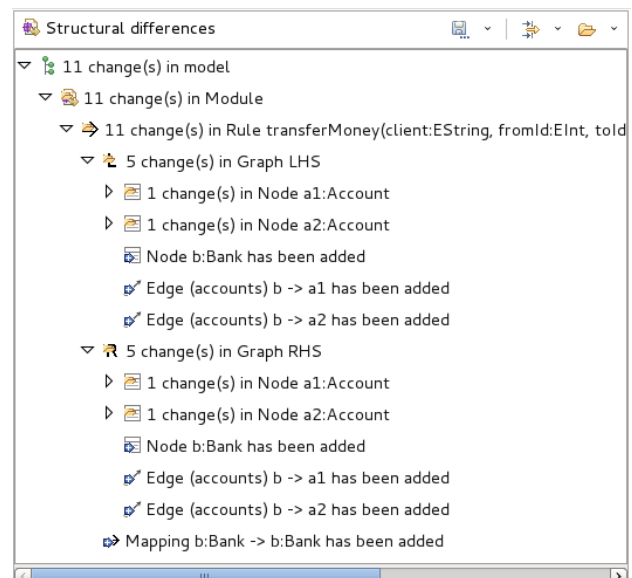 Structural differences
11 change(s) in model
11 change(s) in Module
11 change(s) in Rule transferMoney(client:EString, fromId:EInt, toId
5 change(s) in Graph LHS
1 change(s) in Node a1:Account
1 change(s) in Node a2:Account
Node b:Bank has been added
Edge (accounts) b -> a1 has been added
Edge (accounts) b -> a2 has been added
5 change(s) in Graph RHS
1 change(s) in Node a1:Account
1 change(s) in Node a2:Account
Node b:Bank has been added
Edge (accounts) b -> a1 has been added
Edge (accounts) b -> a2 has been added
Mapping b:Bank -> b:Bank has been added